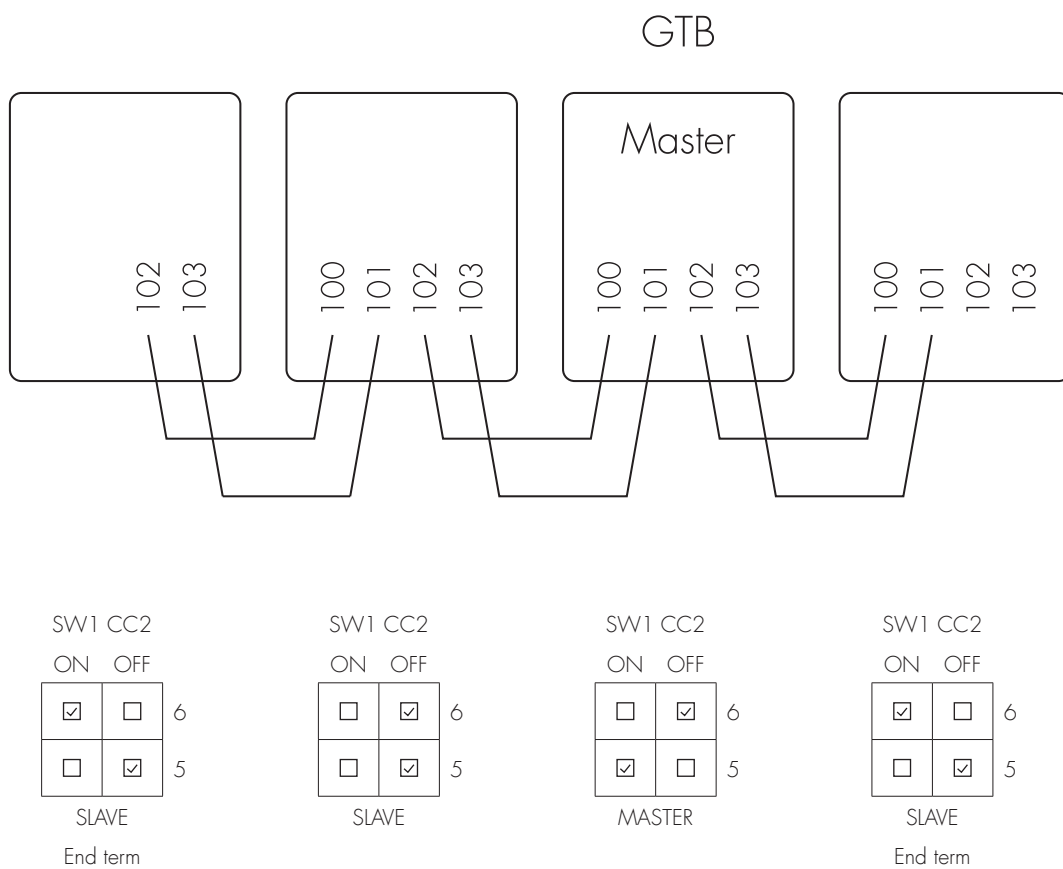 GTB
Master
102 103 100 101 102 103 100 101 102 103 100 101 102 103
SW1 CC2 SW1 CC2 SW1 CC2 SW1 CC2
ON OFF ON OFF ON OFF ON OFF
6 6 6 6
5 5 5 5
SLAVE SLAVE MASTER SLAVE
End term End term